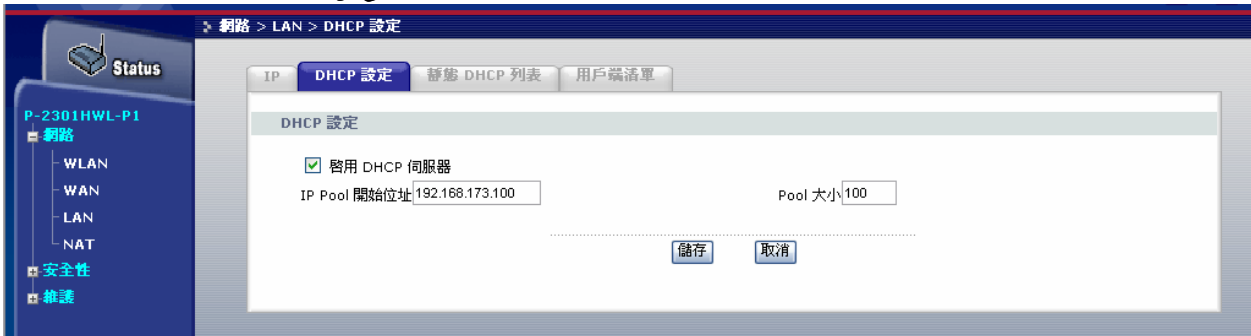 網路 > LAN > DHCP 設定
Status
IP
DHCP 設定
靜態 DHCP 列表
用戶端清單
P-2301HWL-P1
網路
WLAN
WAN
LAN
NAT
安全性
維護
DHCP 設定
啓用 DHCP 伺服器
IP Pool 開始位址 192.168.173.100
Pool 大小 100
儲存
取消